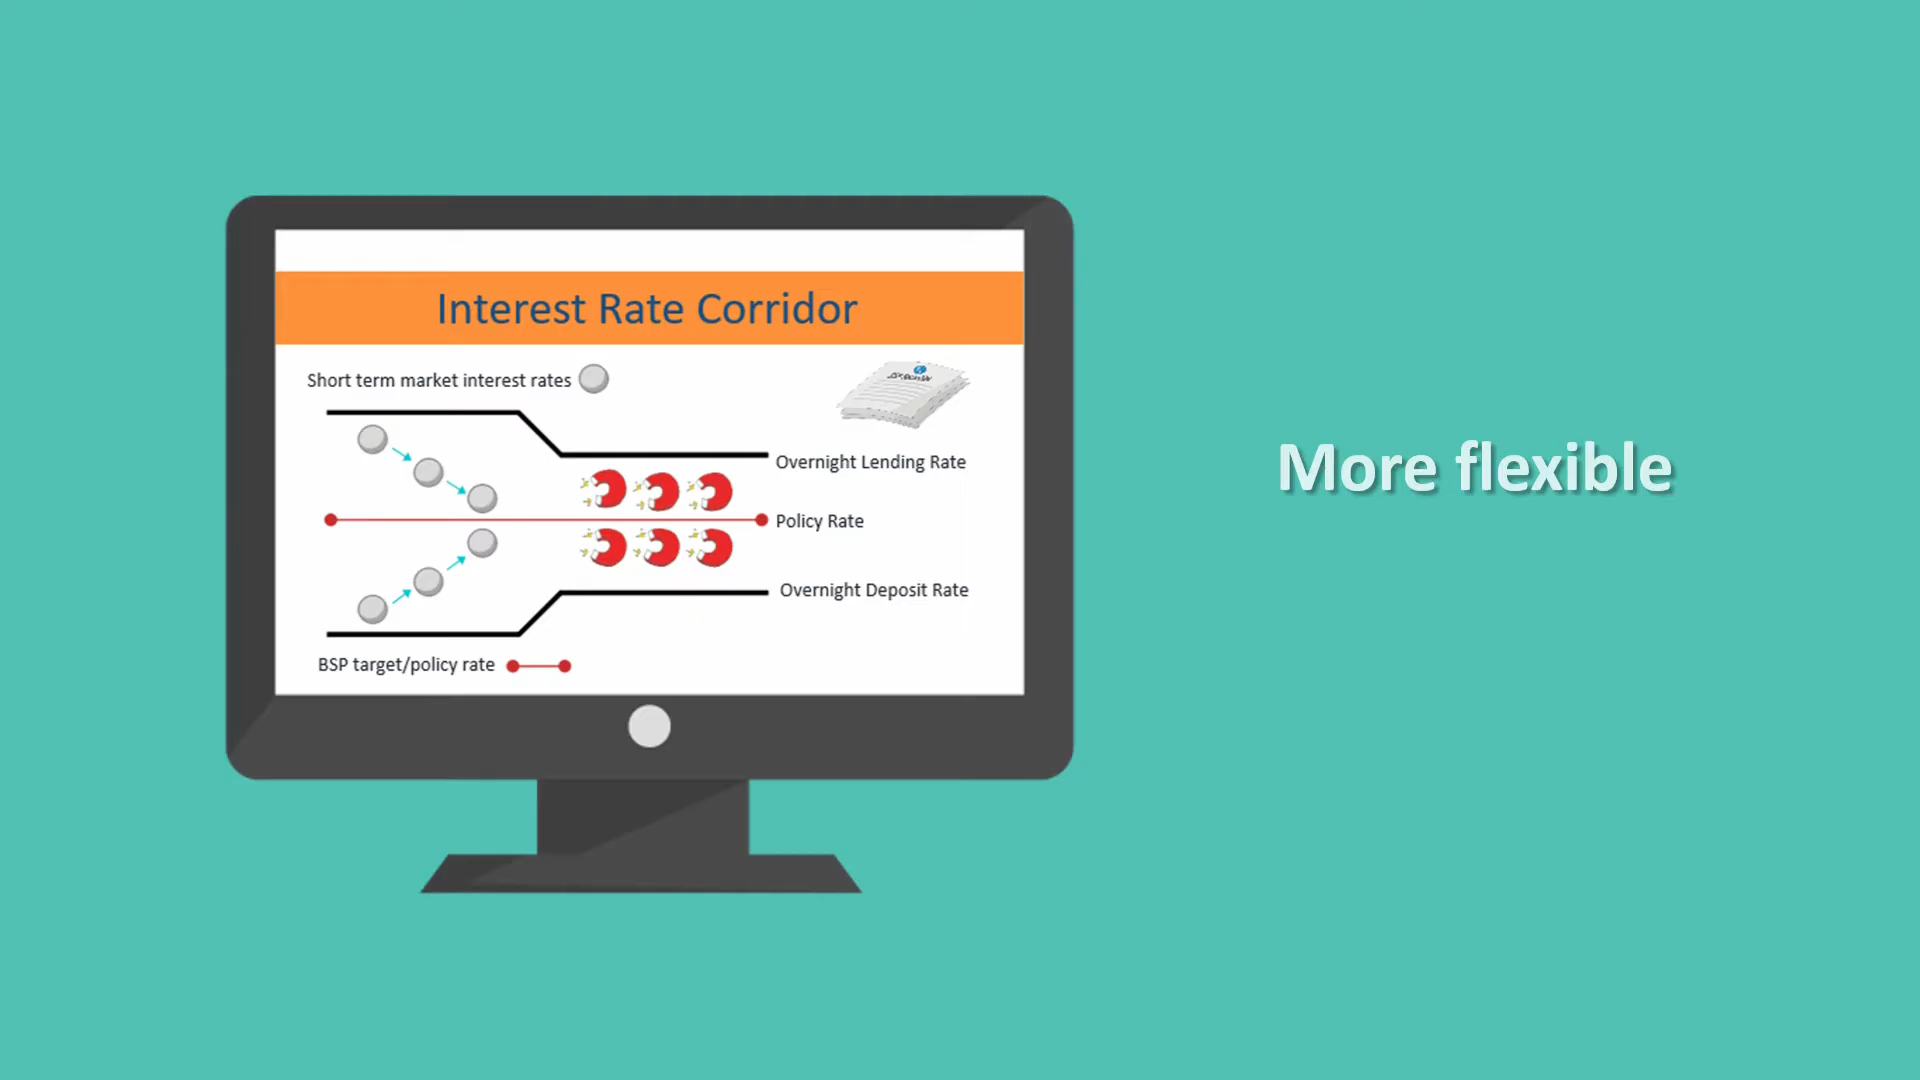 Interest Rate Corridor
Short term market interest rates
Overnight Lending Rate
Policy Rate
Overnight Deposit Rate
BSP target/policy rate
More flexible